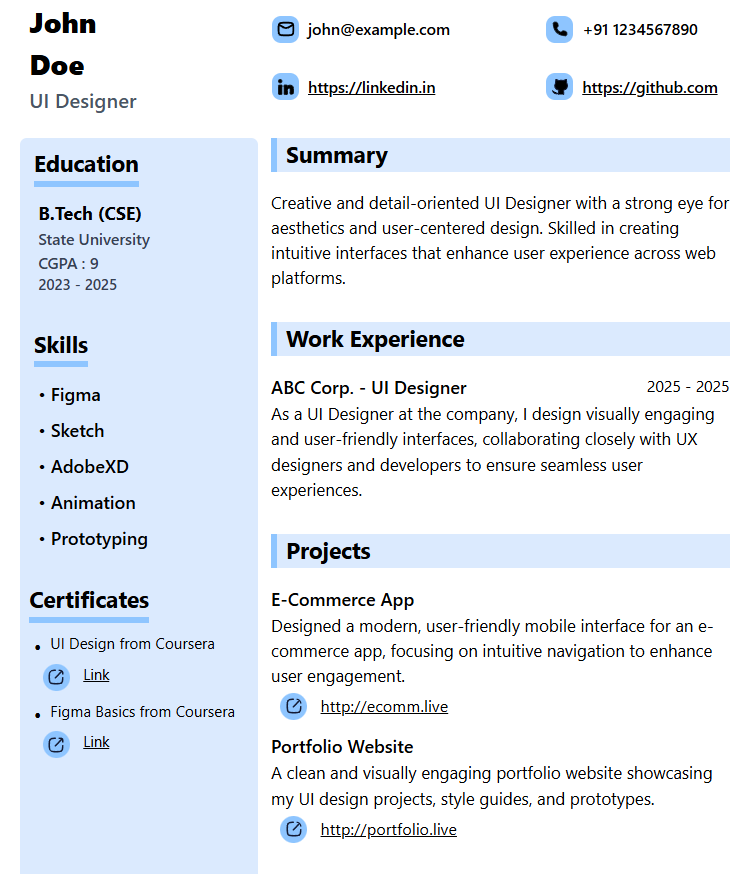 John
Doe
UI Designer
john@example.com
+91 1234567890
https://linkedin.in
https://github.com
Education
B.Tech (CSE)
State University
CGPA : 9
2023 - 2025
Skills
• Figma
• Sketch
• AdobeXD
• Animation
• Prototyping
Certificates
• UI Design from Coursera
Link
• Figma Basics from Coursera
Link
Summary
Creative and detail-oriented UI Designer with a strong eye for
aesthetics and user-centered design. Skilled in creating
intuitive interfaces that enhance user experience across web
platforms.
Work Experience
ABC Corp. - UI Designer 2025 - 2025
As a UI Designer at the company, I design visually engaging
and user-friendly interfaces, collaborating closely with UX
designers and developers to ensure seamless user
experiences.
Projects
E-Commerce App
Designed a modern, user-friendly mobile interface for an e-
commerce app, focusing on intuitive navigation to enhance
user engagement.
http://ecomm.live
Portfolio Website
A clean and visually engaging portfolio website showcasing
my UI design projects, style guides, and prototypes.
http://portfolio.live